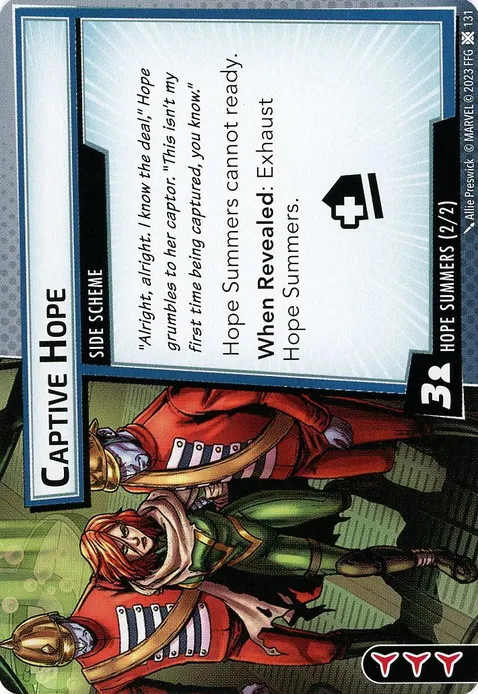 CAPTIVE HOPE
SIDE SCHEME
"Alright, alright. I know the deal," Hope
grumbles to her captor. "This isn't my
first time being captured, you know."
Hope Summers cannot ready.
When Revealed: Exhaust
Hope Summers.
3
HOPE SUMMERS (2/2)
Allie Preswick © MARVEL © 2023 FFG 131